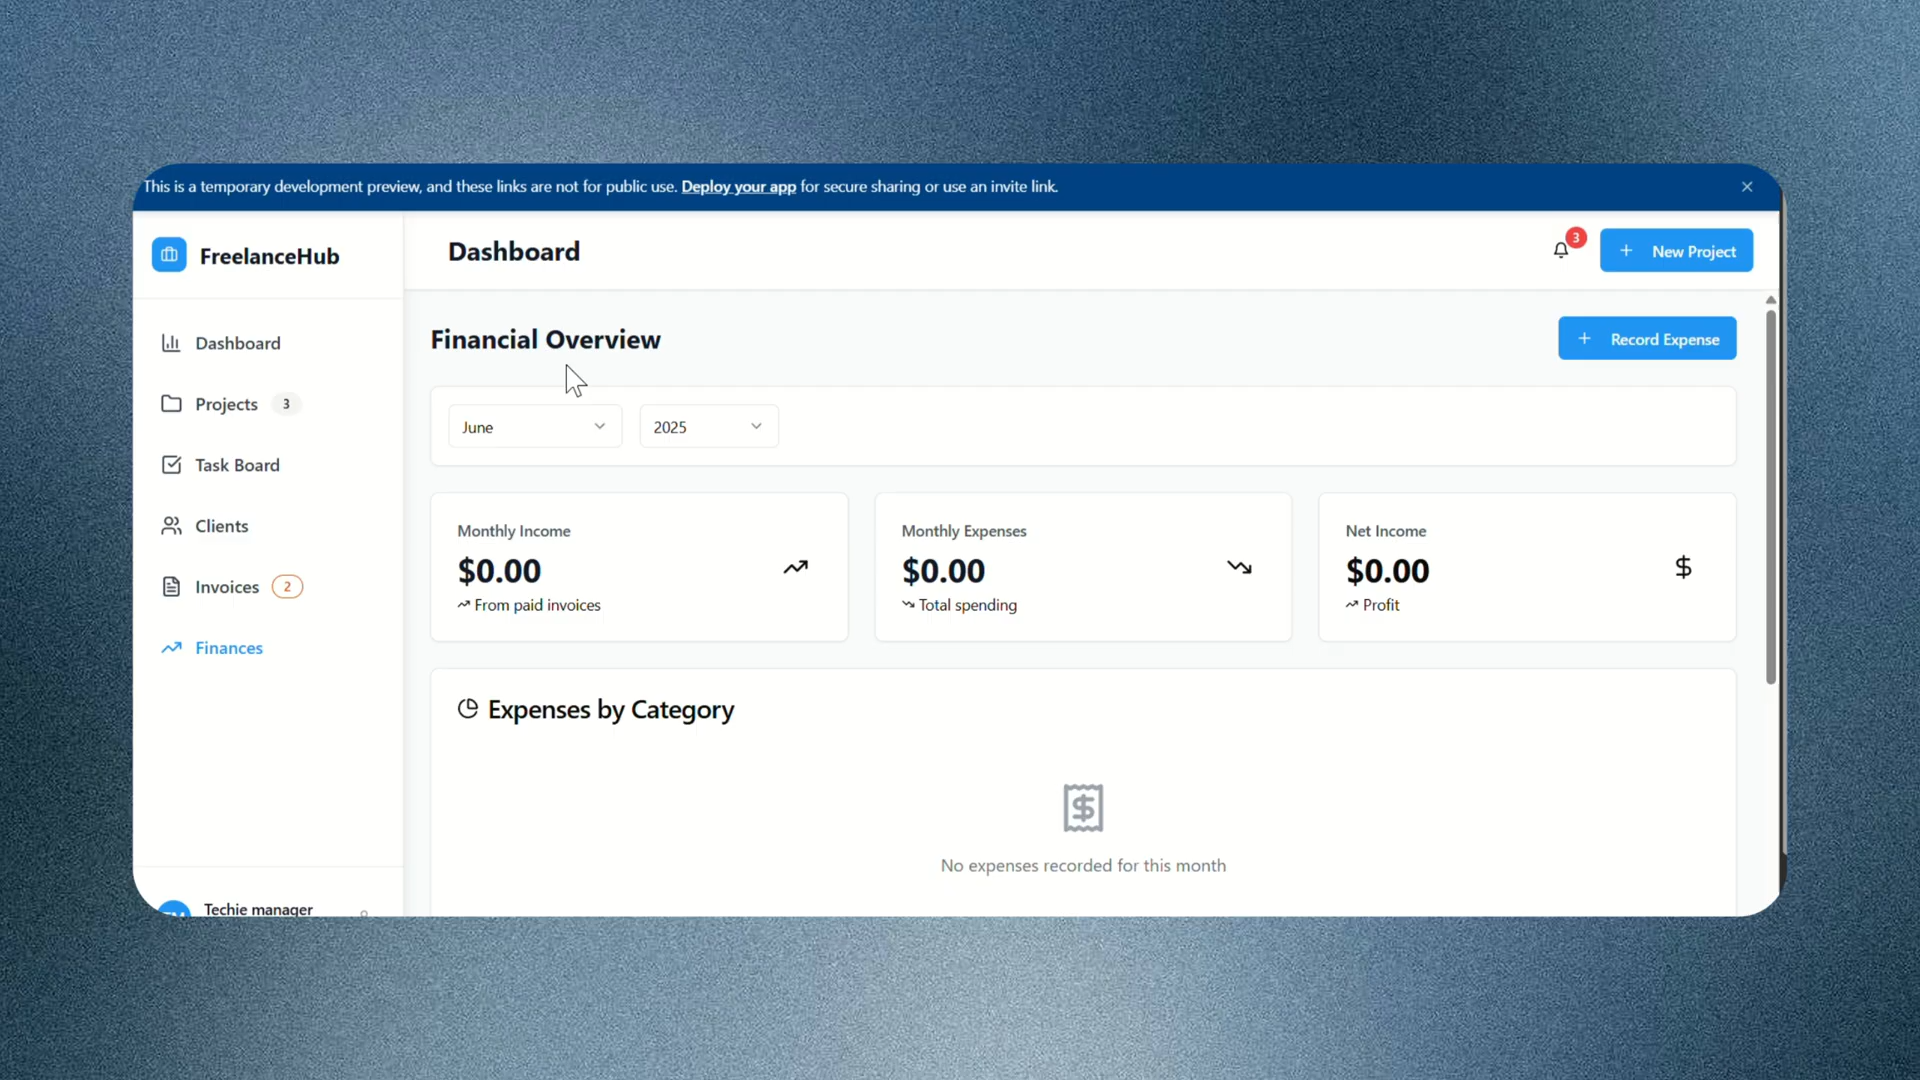 This is a temporary development preview, and these links are not for public use. Deploy your app for secure sharing or use an invite link.
FreelanceHub
Dashboard
3
New Project
Dashboard
Projects 3
Task Board
Clients
Invoices 2
Finances
Techie manager
Financial Overview
Record Expense
June
2025
Monthly Income
$0.00
From paid invoices
Monthly Expenses
$0.00
Total spending
Net Income
$0.00
Profit
Expenses by Category
No expenses recorded for this month